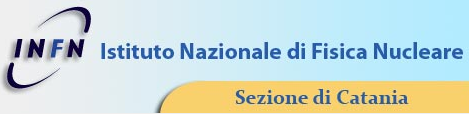 INFN Istituto Nazionale di Fisica Nucleare
Sezione di Catania